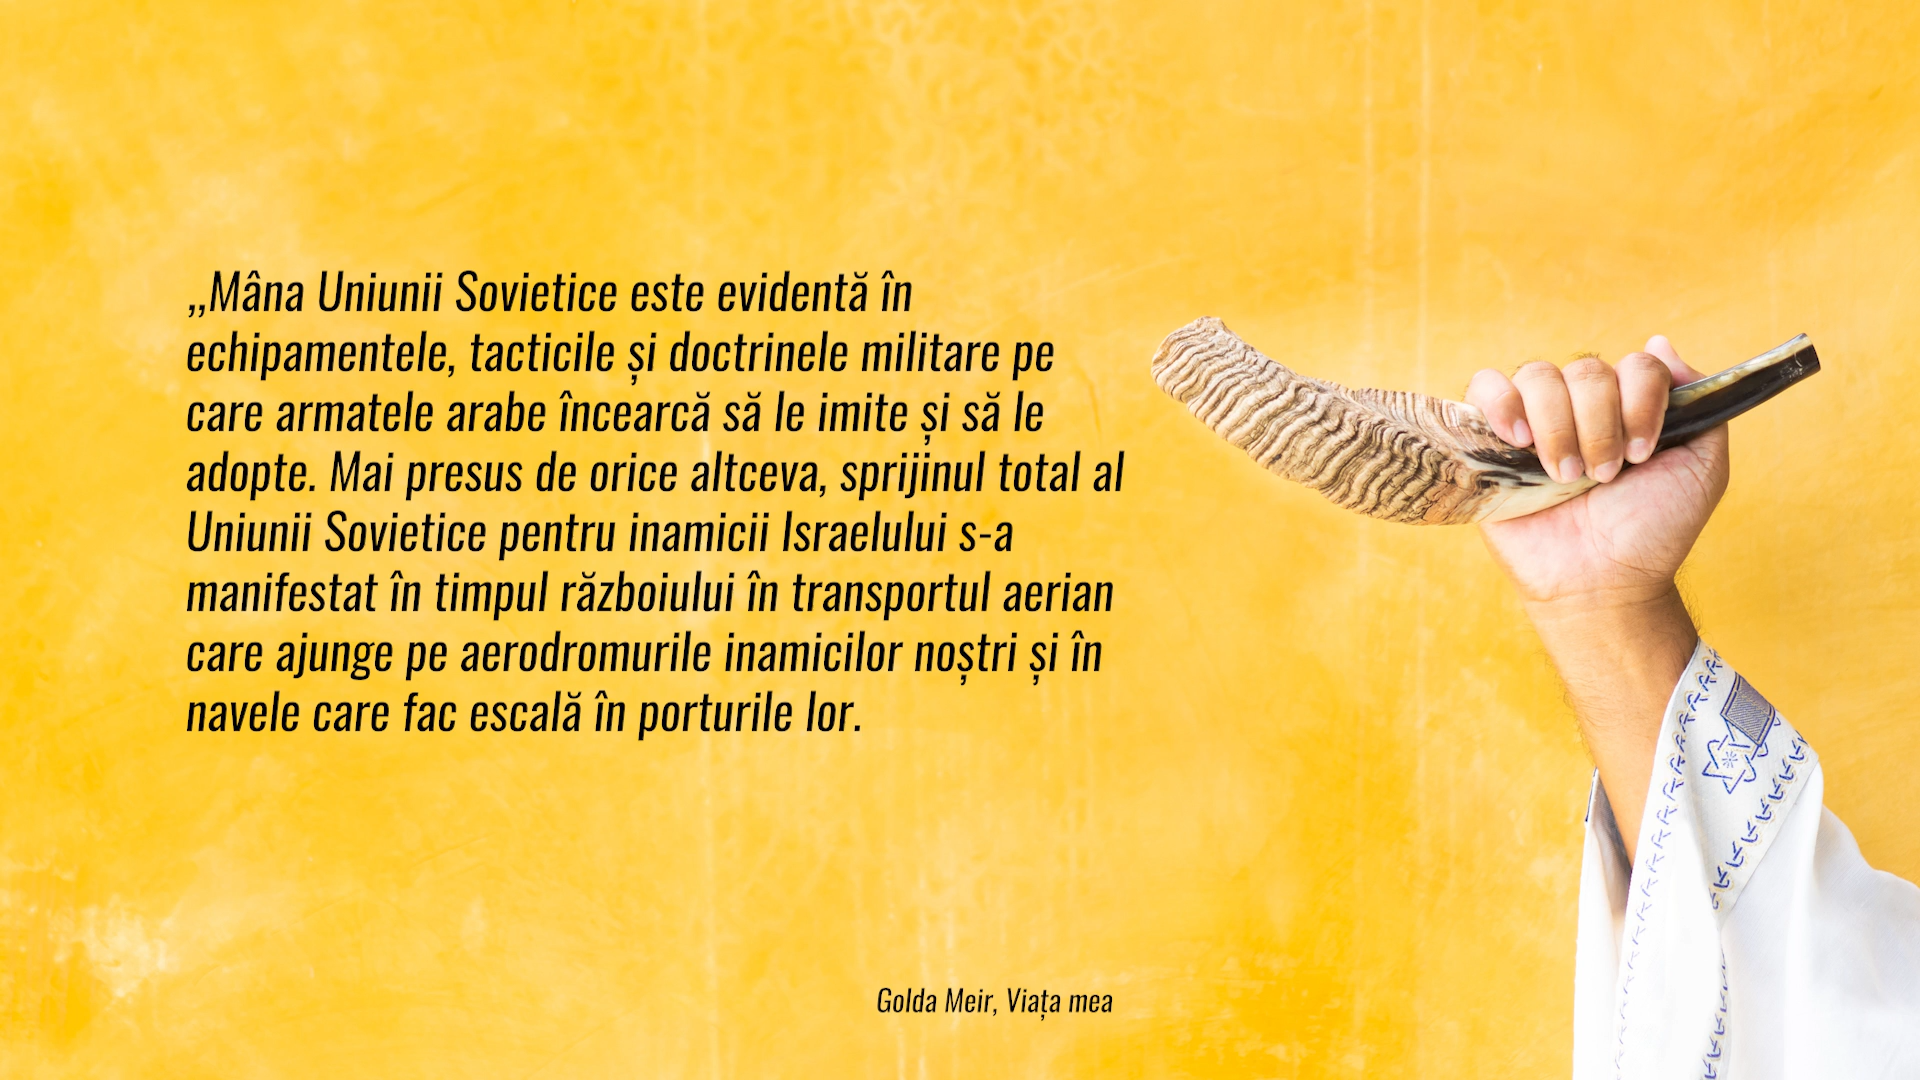 ,,Mâna Uniunii Sovietice este evidentă în
echipamentele, tacticile și doctrinele militare pe
care armatele arabe încearcă să le imite și să le
adopte. Mai presus de orice altceva, sprijinul total al
Uniunii Sovietice pentru inamicii Israelului s-a
manifestat în timpul războiului în transportul aerian
care ajunge pe aerodromurile inamicilor noștri și în
navele care fac escală în porturile lor.
Golda Meir, Viața mea